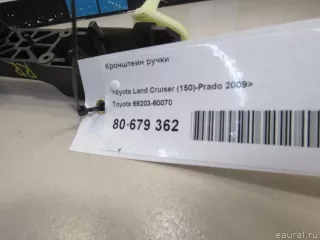 Кронштейн ручки
Toyota Land Cruiser (150)-Prado 2009>
Toyota 69203-60070
80-679 362
eaural.ru